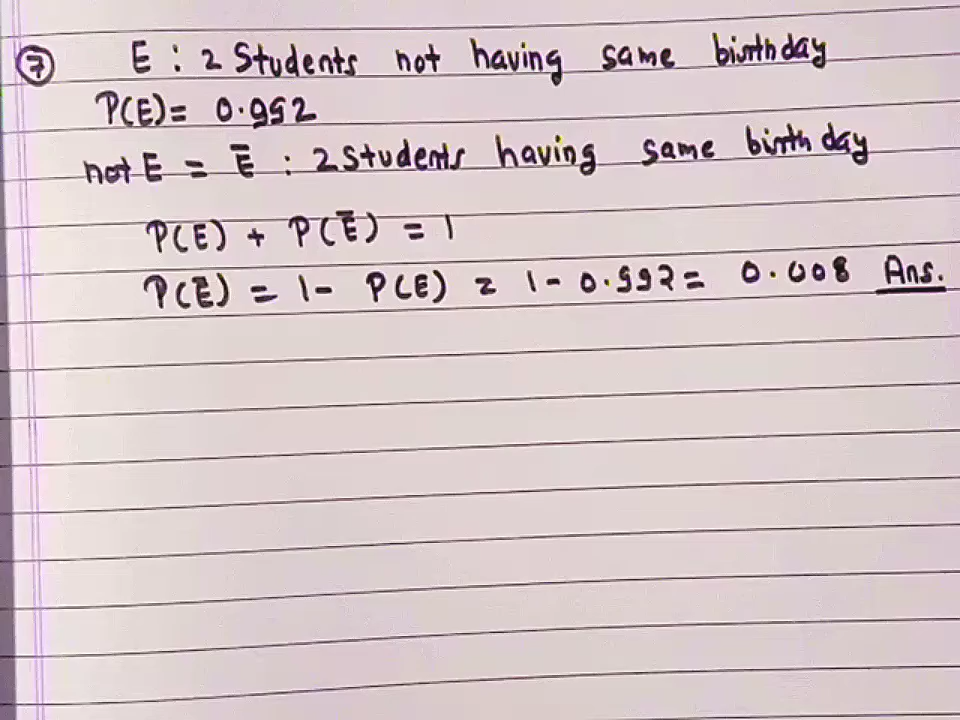 7 E : 2 Students not having same birthday
P(E) = 0.992
not E = E̅ : 2 Students having same birthday
P(E) + P(E̅) = 1
P(E̅) = 1 - P(E) = 1 - 0.992 = 0.008 Ans.